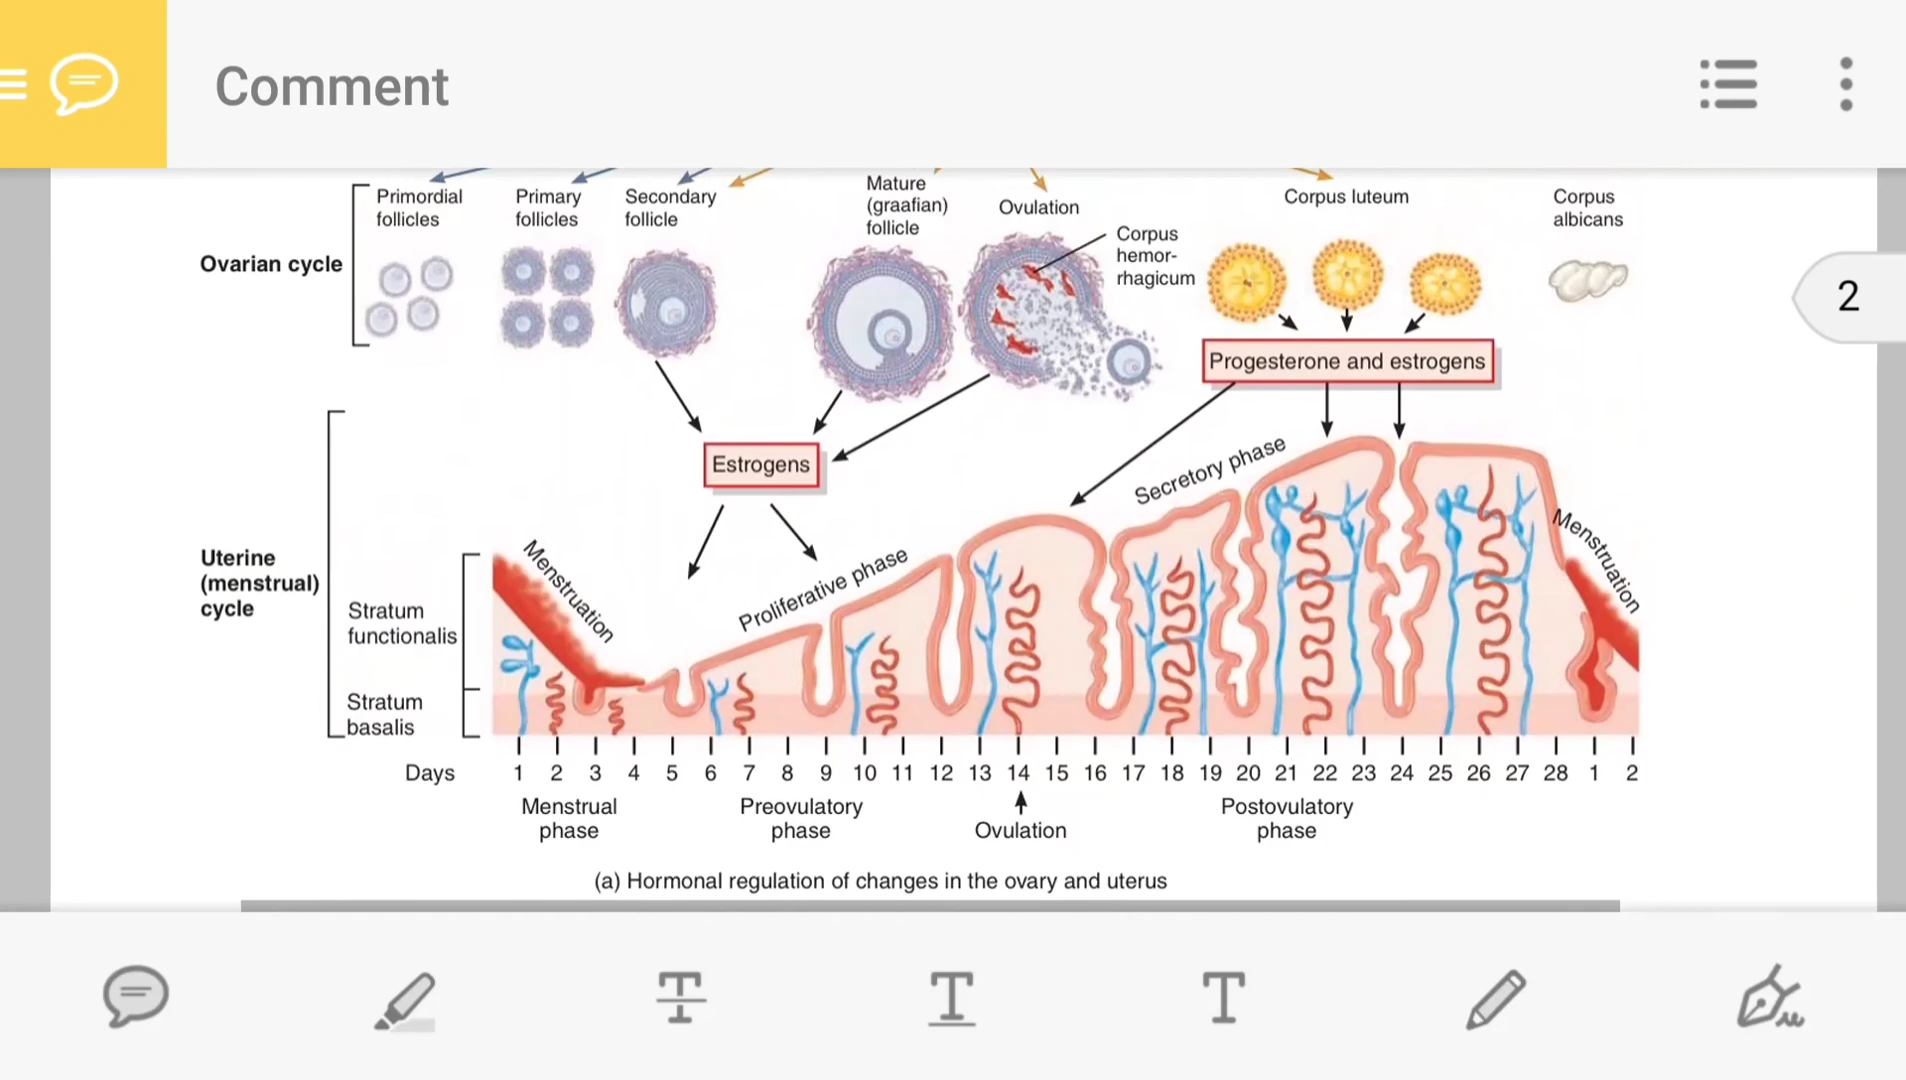 Comment
Primordial
follicles
Primary
follicles
Secondary
follicle
Mature
(graafian)
follicle
Ovulation
Corpus
hemor-
rhagicum
Corpus luteum
Corpus
albicans
Ovarian cycle
2
Progesterone and estrogens
Estrogens
Uterine
(menstrual)
cycle
Stratum
functionalis
Stratum
basalis
Menstruation
Proliferative phase
Secretory phase
Menstruation
Days 1 2 3 4 5 6 7 8 9 10 11 12 13 14 15 16 17 18 19 20 21 22 23 24 25 26 27 28 1 2
Menstrual
phase
Preovulatory
phase
Ovulation
Postovulatory
phase
(a) Hormonal regulation of changes in the ovary and uterus